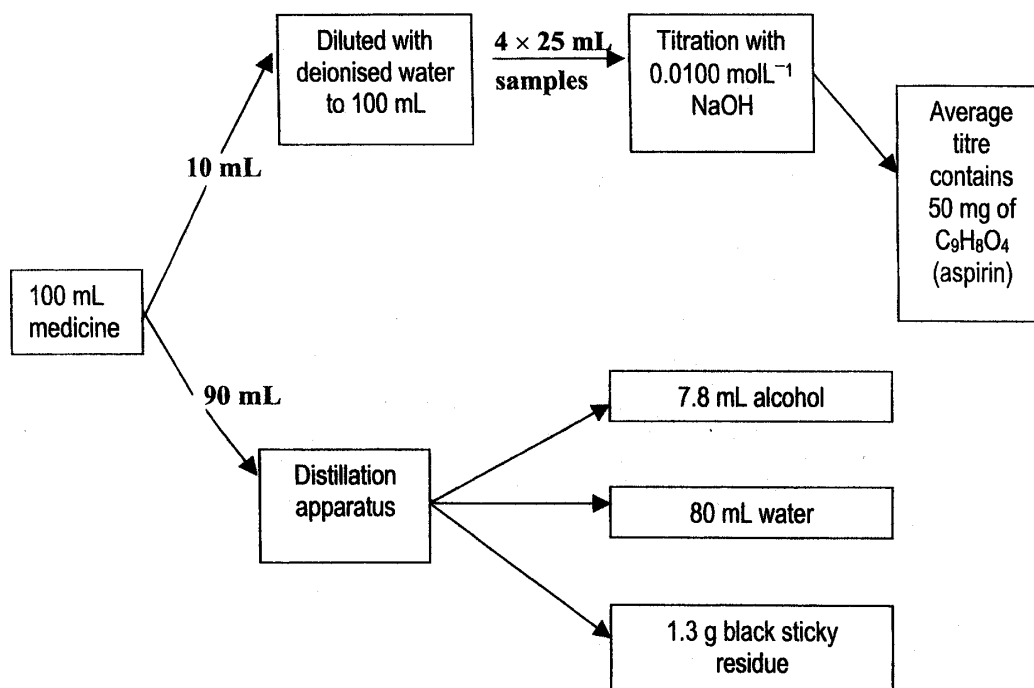 Diluted with
deionised water
to 100 mL
4 × 25 mL
samples
Titration with
0.0100 molL⁻¹
NaOH
Average
titre
contains
50 mg of
C₉H₈O₄
(aspirin)
10 mL
100 mL
medicine
90 mL
Distillation
apparatus
7.8 mL alcohol
80 mL water
1.3 g black sticky
residue